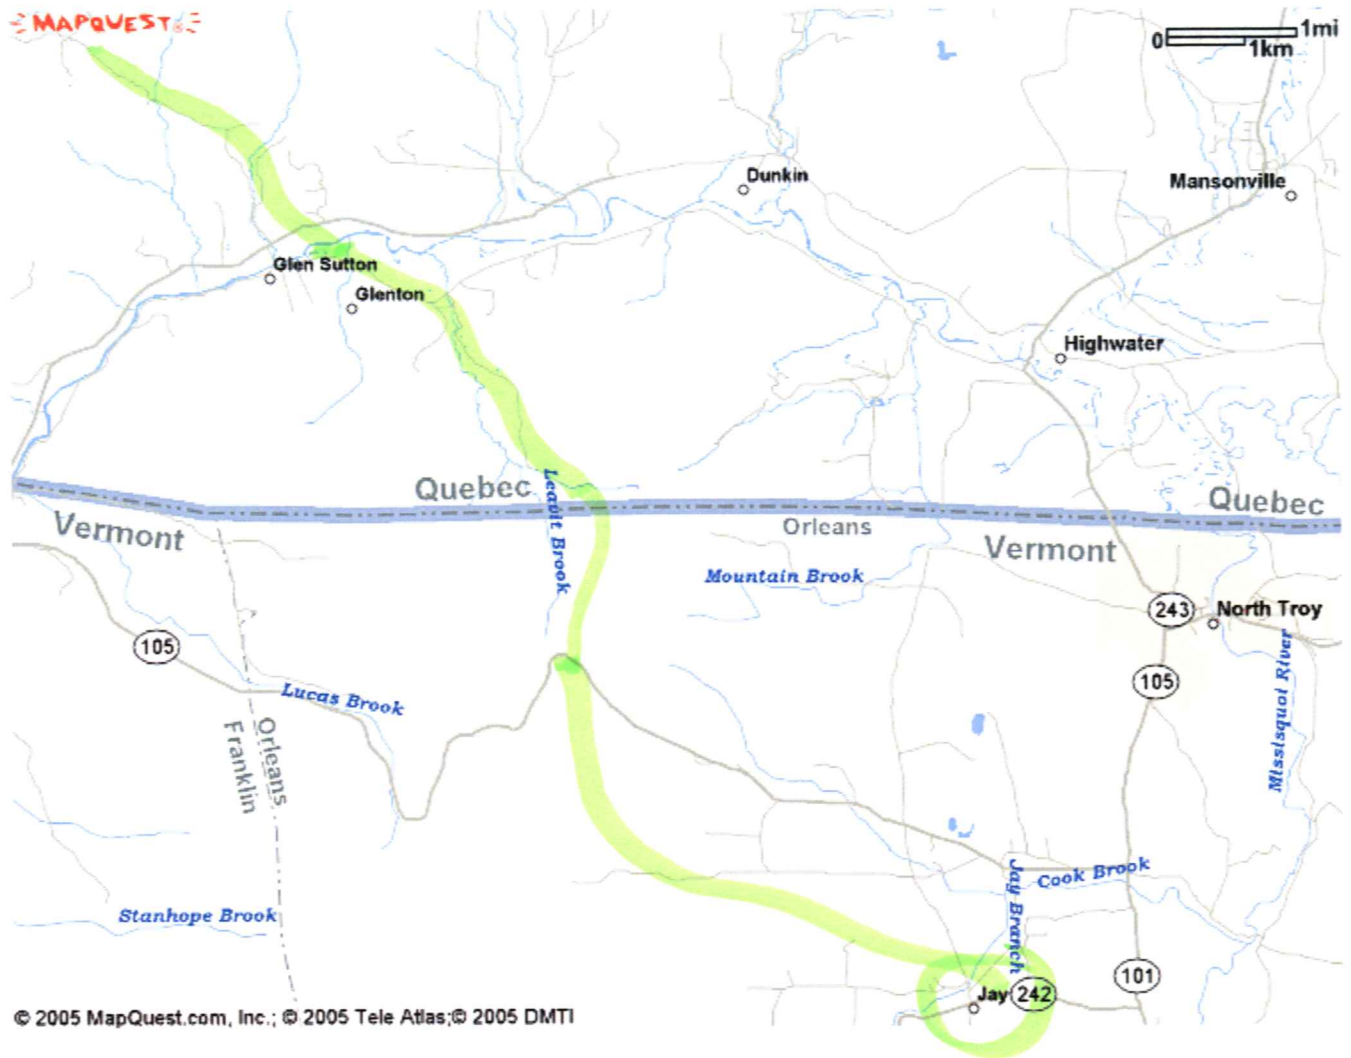 MAPQUEST
0 1mi
1km
Dunkin
Mansonville
Glen Sutton
Glenton
Highwater
Leavit Brook
Quebec
Quebec
Vermont
Orleans
Vermont
Mountain Brook
243
North Troy
105
105
Lucas Brook
Mississquoi River
Orleans
Franklin
Jay Branch
Cook Brook
Stanhope Brook
101
Jay 242
© 2005 MapQuest.com, Inc.; © 2005 Tele Atlas;© 2005 DMTI